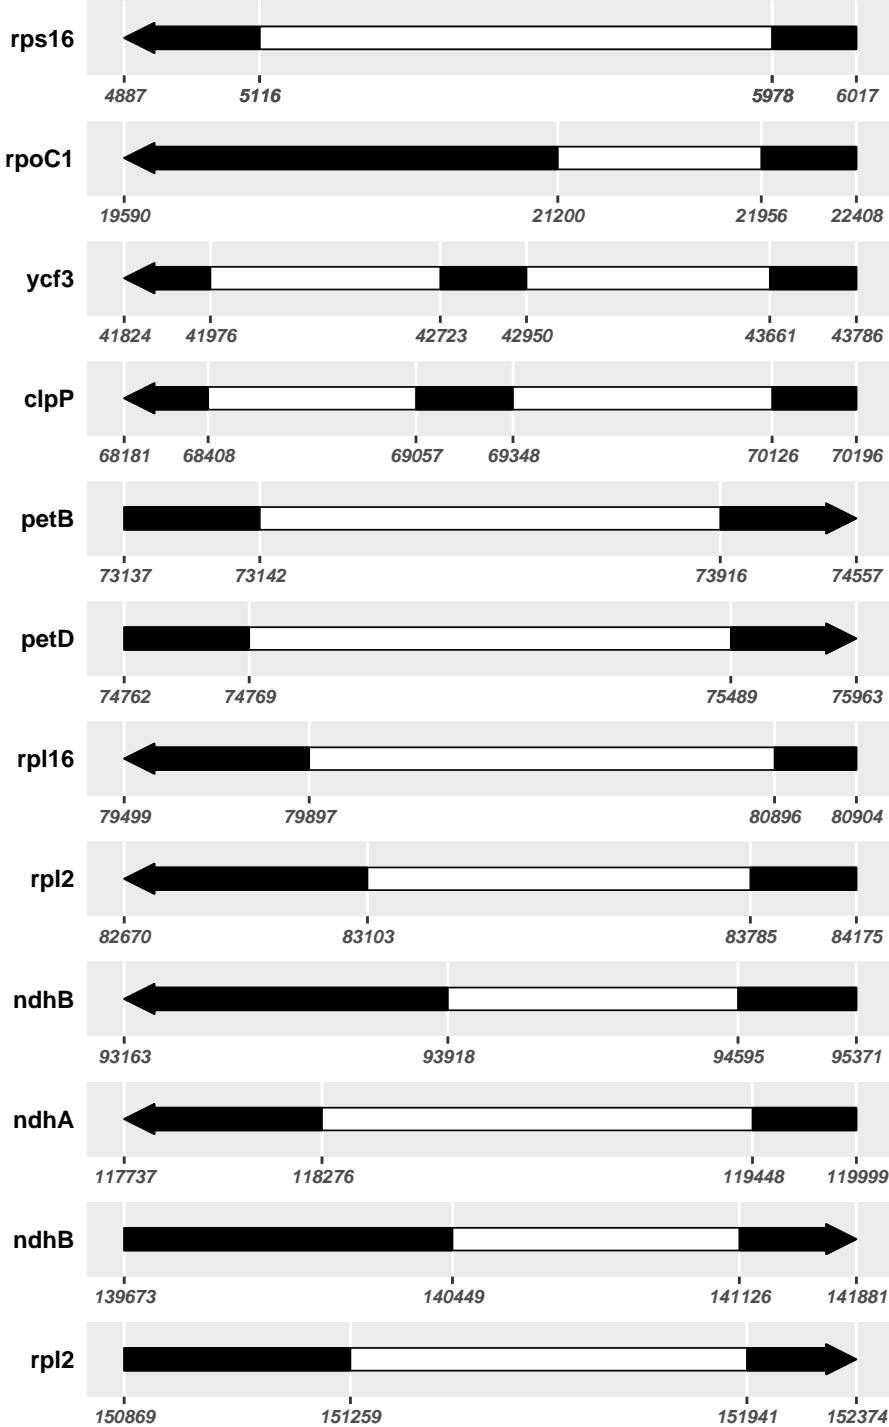 rps16
4887 5116 5978 6017
rpoC1
19590 21200 21956 22408
ycf3
41824 41976 42723 42950 43661 43786
clpP
68181 68408 69057 69348 70126 70196
petB
73137 73142 73916 74557
petD
74762 74769 75489 75963
rpl16
79499 79897 80896 80904
rpl2
82670 83103 83785 84175
ndhB
93163 93918 94595 95371
ndhA
117737 118276 119448 119999
ndhB
139673 140449 141126 141881
rpl2
150869 151259 151941 152374